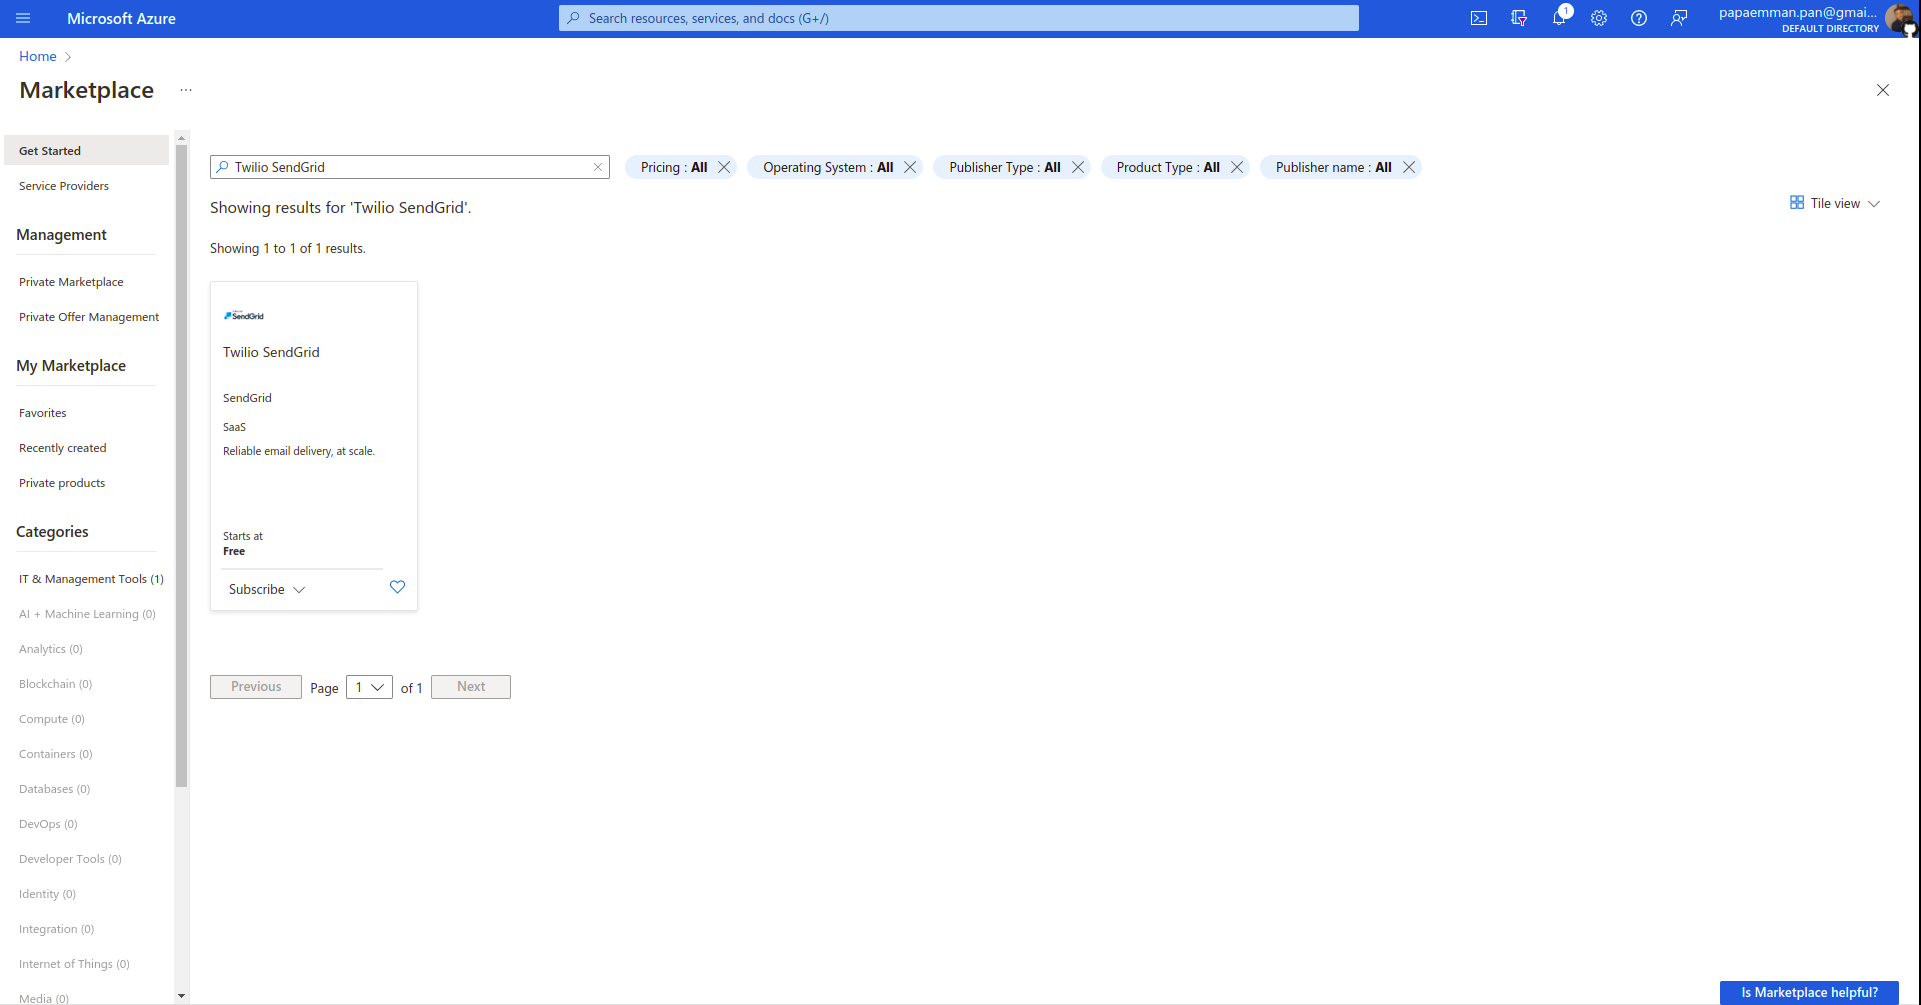 Microsoft Azure
Search resources, services, and docs (G+/)
1
papaemman.pan@gmai...
DEFAULT DIRECTORY
Home
Marketplace
...
Get Started
Service Providers
Management
Private Marketplace
Private Offer Management
My Marketplace
Favorites
Recently created
Private products
Categories
IT & Management Tools (1)
AI + Machine Learning (0)
Analytics (0)
Blockchain (0)
Compute (0)
Containers (0)
Databases (0)
DevOps (0)
Developer Tools (0)
Identity (0)
Integration (0)
Internet of Things (0)
Media (0)
Twilio SendGrid
Pricing : All
Operating System : All
Publisher Type : All
Product Type : All
Publisher name : All
Showing results for 'Twilio SendGrid'.
Tile view
Showing 1 to 1 of 1 results.
SendGrid
Twilio SendGrid
SendGrid
SaaS
Reliable email delivery, at scale.
Starts at
Free
Subscribe
Previous Page 1 of 1 Next
Is Marketplace helpful?